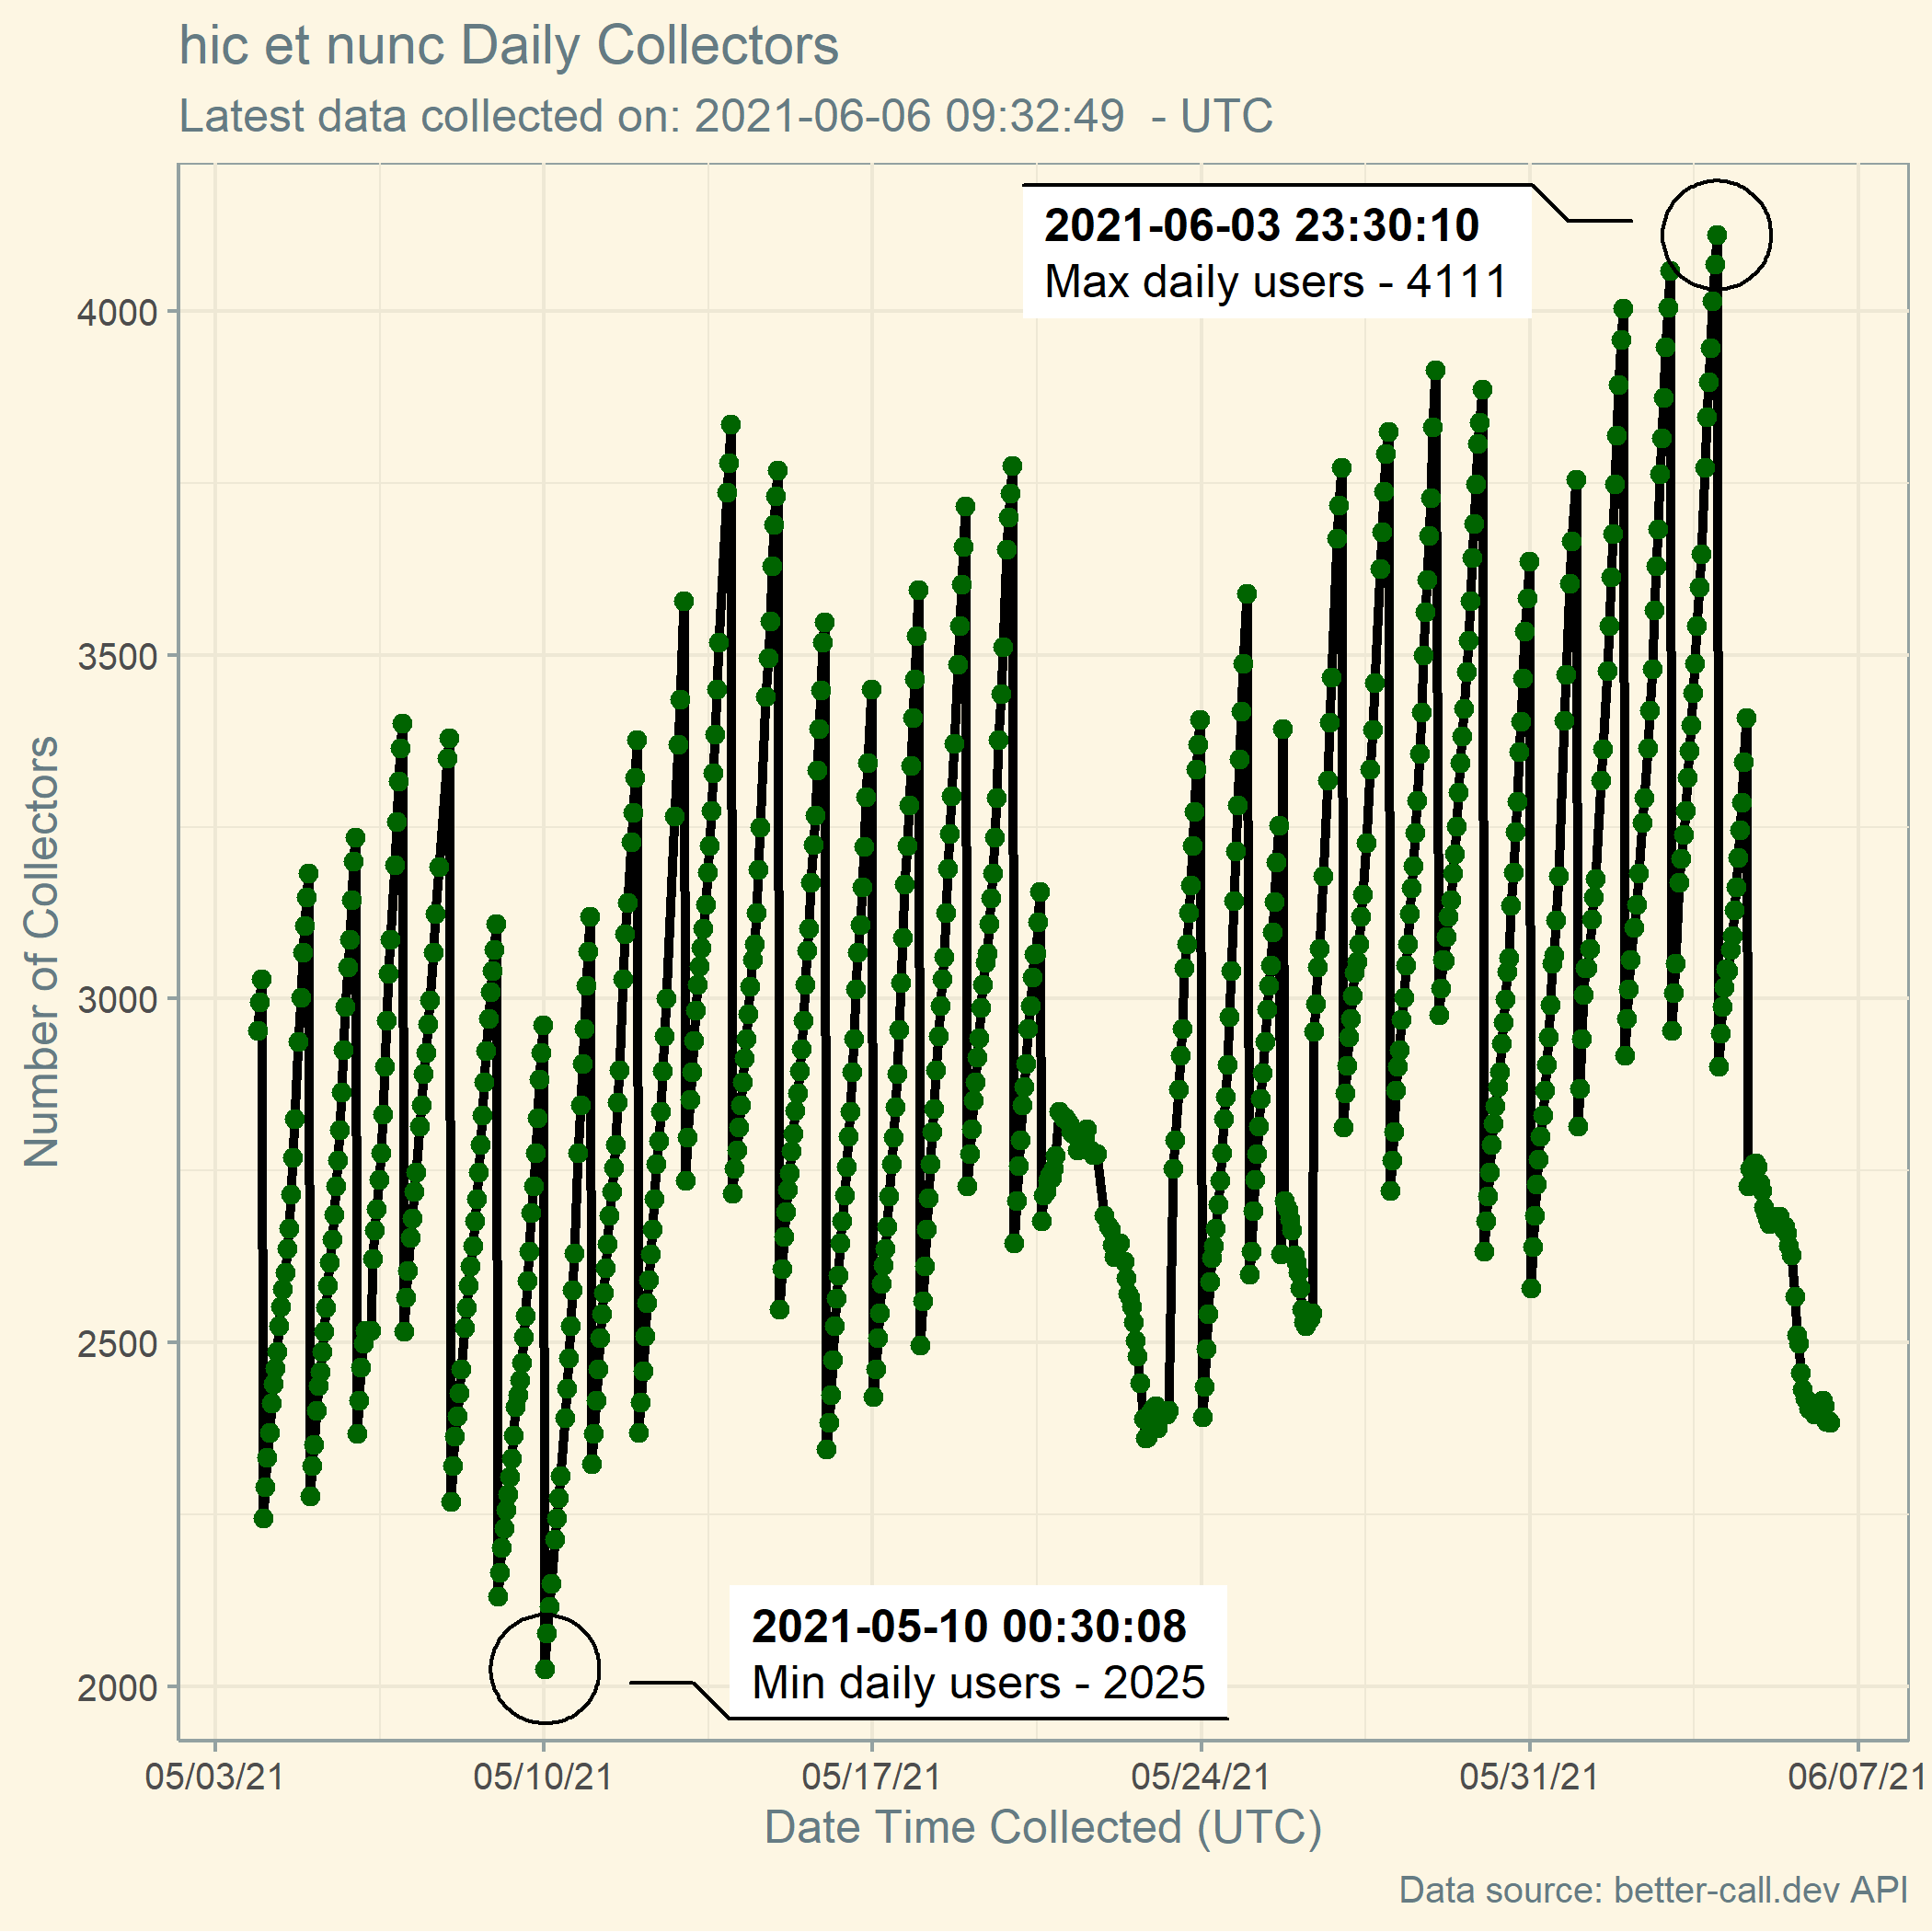 hic et nunc Daily Collectors
Latest data collected on: 2021-06-06 09:32:49  - UTC
2021-06-03 23:30:10
Max daily users - 4111
4000
3500
3000
2500
2000
Number of Collectors
2021-05-10 00:30:08
Min daily users - 2025
05/03/21 05/10/21 05/17/21 05/24/21 05/31/21 06/07/21
Date Time Collected (UTC)
Data source: better-call.dev API